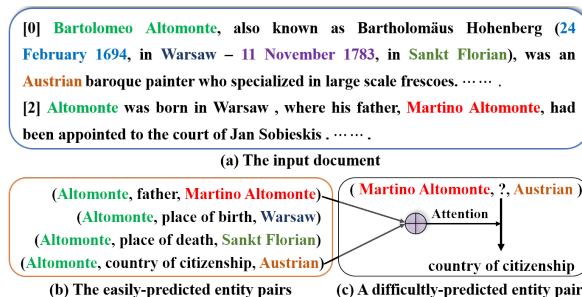 [0] Bartolomeo Altomonte, also known as Bartholomäus Hohenberg (24
February 1694, in Warsaw – 11 November 1783, in Sankt Florian), was an
Austrian baroque painter who specialized in large scale frescoes. ⋯⋯ .
[2] Altomonte was born in Warsaw , where his father, Martino Altomonte, had
been appointed to the court of Jan Sobieskis . ⋯⋯ .
(a) The input document
(Altomonte, father, Martino Altomonte)
(Altomonte, place of birth, Warsaw)
(Altomonte, place of death, Sankt Florian)
(Altomonte, country of citizenship, Austrian)
(b) The easily-predicted entity pairs
( Martino Altomonte, ?, Austrian )
Attention
country of citizenship
(c) A difficultly-predicted entity pair